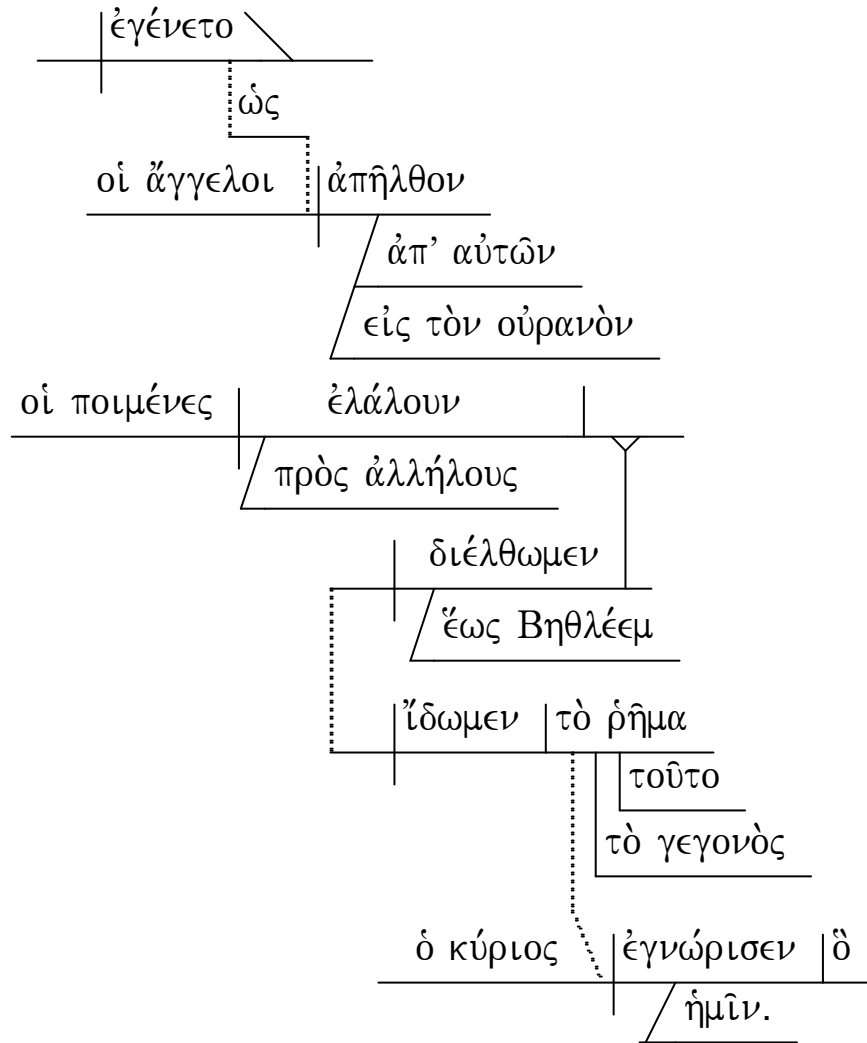 ἐγένετο
ὡς
οἱ ἄγγελοι ἀπῆλθον
ἀπ’ αὐτῶν
εἰς τὸν οὐρανὸν
οἱ ποιμένες ἐλάλουν
πρὸς ἀλλήλους
διέλθωμεν
ἕως Βηθλέεμ
ἴδωμεν τὸ ῥῆμα
τοῦτο
τὸ γεγονὸς
ὁ κύριος ἐγνώρισεν ὃ
ἡμῖν.